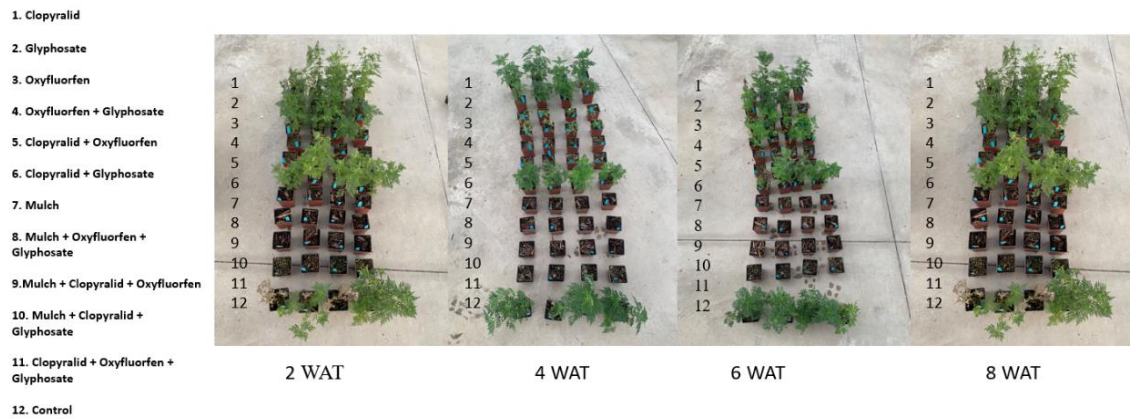 1. Clopyralid
2. Glyphosate
3. Oxyfluorfen
4. Oxyfluorfen + Glyphosate
5. Clopyralid + Oxyfluorfen
6. Clopyralid + Glyphosate
7. Mulch
8. Mulch + Oxyfluorfen +
Glyphosate
9.Mulch + Clopyralid + Oxyfluorfen
10. Mulch + Clopyralid +
Glyphosate
11. Clopyralid + Oxyfluorfen +
Glyphosate
12. Control
1
2
3
4
5
6
7
8
9
10
11
12
2 WAT
1
2
3
4
5
6
7
8
9
10
11
12
4 WAT
1
2
3
4
5
6
7
8
9
10
11
12
6 WAT
1
2
3
4
5
6
7
8
9
10
11
12
8 WAT